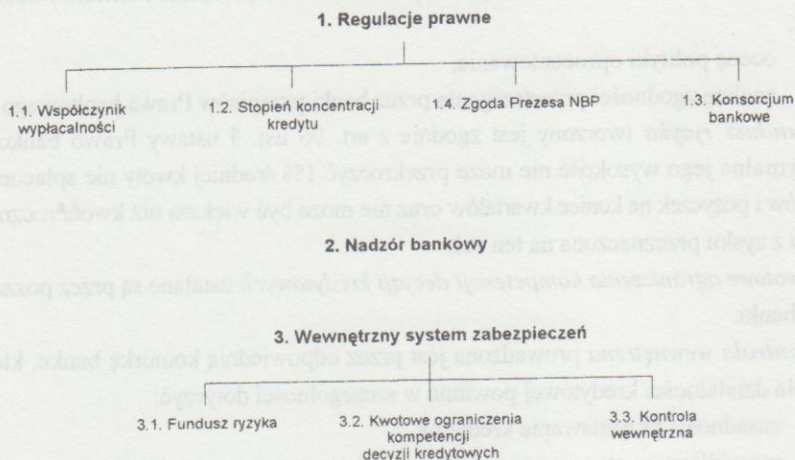 1. Regulacje prawne
1.1. Współczynnik
wypłacalności
1.2. Stopień koncentracji
kredytu
1.4. Zgoda Prezesa NBP
1.3. Konsorcjum
bankowe
2. Nadzór bankowy
3. Wewnętrzny system zabezpieczeń
3.1. Fundusz ryzyka
3.2. Kwotowe ograniczenia
kompetencji
decyzji kredytowych
3.3. Kontrola
wewnętrzna